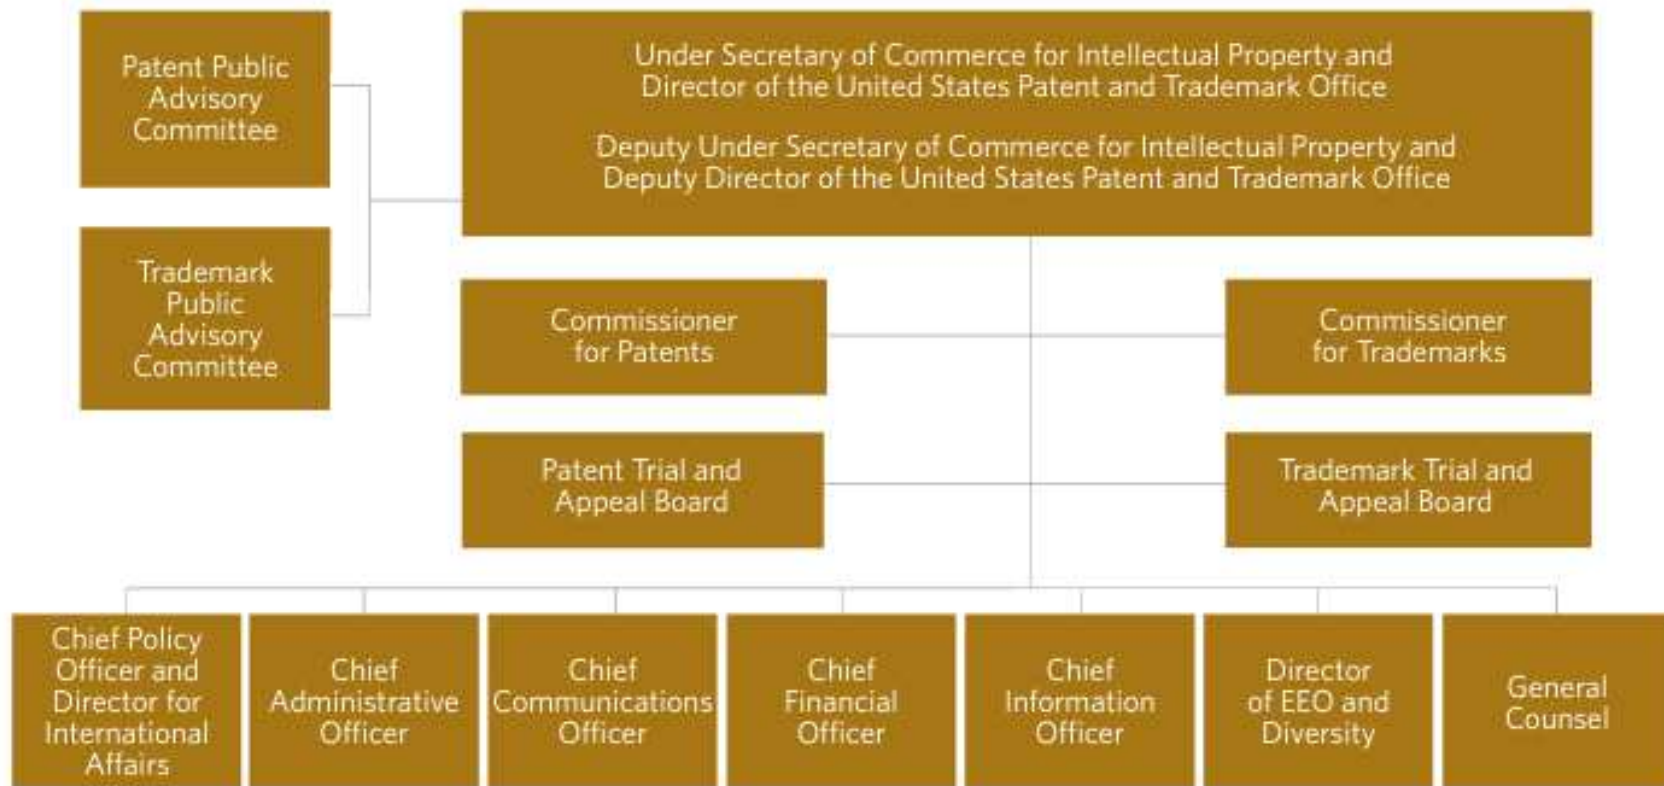 Patent Public
Advisory
Committee
Under Secretary of Commerce for Intellectual Property and
Director of the United States Patent and Trademark Office
Deputy Under Secretary of Commerce for Intellectual Property and
Deputy Director of the United States Patent and Trademark Office
Trademark
Public
Advisory
Committee
Commissioner
for Patents
Commissioner
for Trademarks
Patent Trial and
Appeal Board
Trademark Trial and
Appeal Board
Chief Policy
Officer and
Director for
International
Affairs
Chief
Administrative
Officer
Chief
Communications
Officer
Chief
Financial
Officer
Chief
Information
Officer
Director
of EEO and
Diversity
General
Counsel